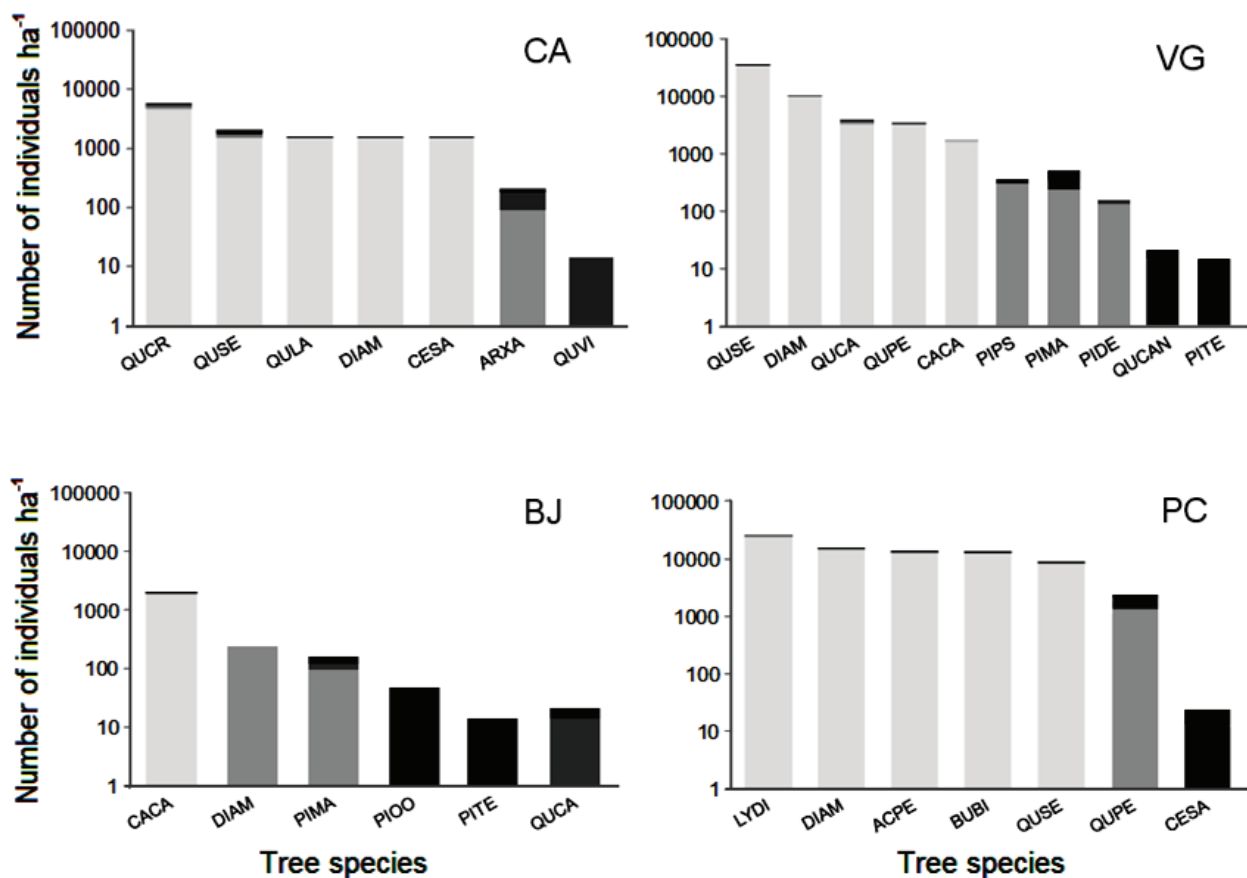 CA
Number of individuals ha⁻¹
100000
10000
1000
100
10
1
QUCR QUSE QULA DIAM CESA ARXA QUVI
VG
100000
10000
1000
100
10
1
QUSE DIAM QUCA QUPE CACA PIPS PIMA PIDE QUCAN PITE
BJ
Number of individuals ha⁻¹
100000
10000
1000
100
10
1
CACA DIAM PIMA PIOO PITE QUCA
Tree species
PC
100000
10000
1000
100
10
1
LYDI DIAM ACPE BUBI QUSE QUPE CESA
Tree species